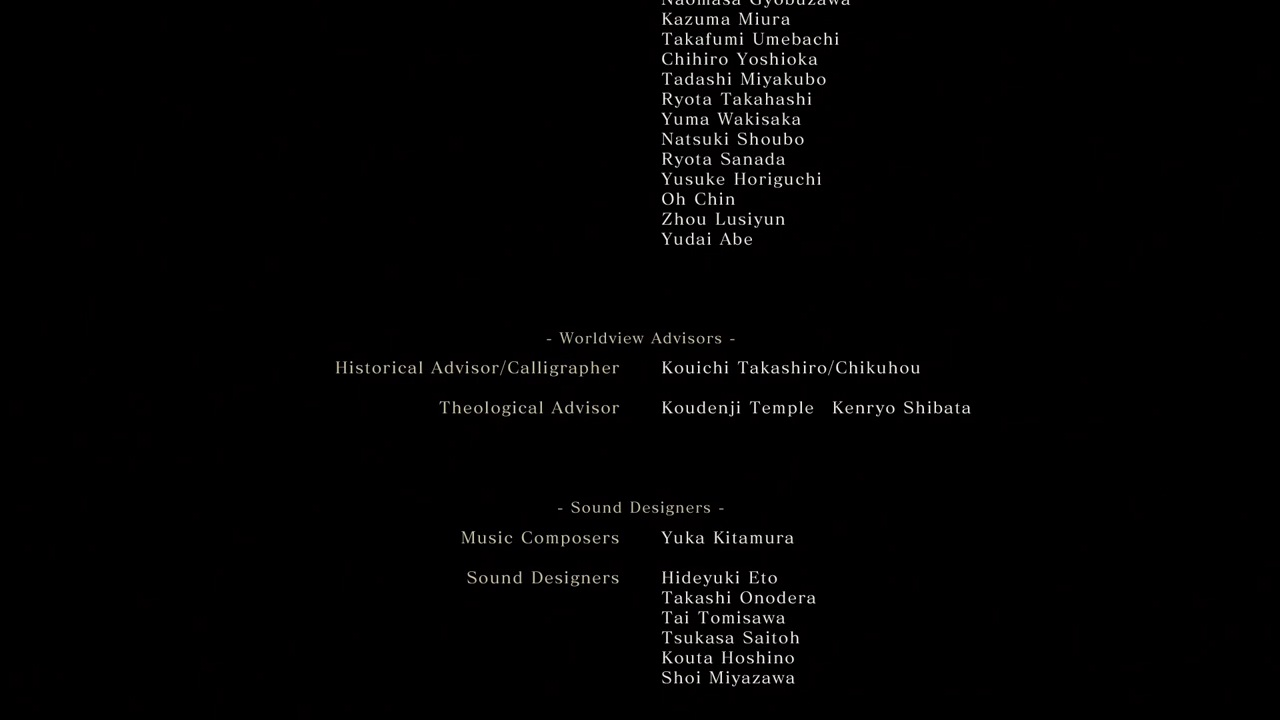 Naomasa Gyobuzawa
Kazuma Miura
Takafumi Umebachi
Chihiro Yoshioka
Tadashi Miyakubo
Ryota Takahashi
Yuma Wakisaka
Natsuki Shoubo
Ryota Sanada
Yusuke Horiguchi
Oh Chin
Zhou Lusiyun
Yudai Abe
- Worldview Advisors -
Historical Advisor/Calligrapher Kouichi Takashiro/Chikuhou
Theological Advisor Koudenji Temple Kenryo Shibata
- Sound Designers -
Music Composers Yuka Kitamura
Sound Designers Hideyuki Eto
Takashi Onodera
Tai Tomisawa
Tsukasa Saitoh
Kouta Hoshino
Shoi Miyazawa